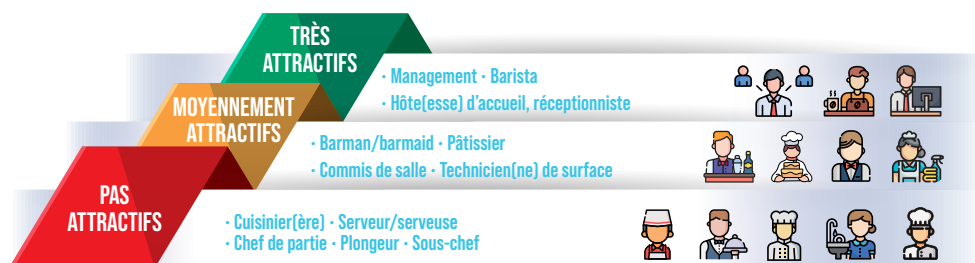 TRÈS
ATTRACTIFS
· Management · Barista
· Hôte(esse) d’accueil, réceptionniste
MOYENNEMENT
ATTRACTIFS
· Barman/barmaid · Pâtissier
· Commis de salle · Technicien(ne) de surface
PAS
ATTRACTIFS
· Cuisinier(ère) · Serveur/serveuse
· Chef de partie · Plongeur · Sous-chef